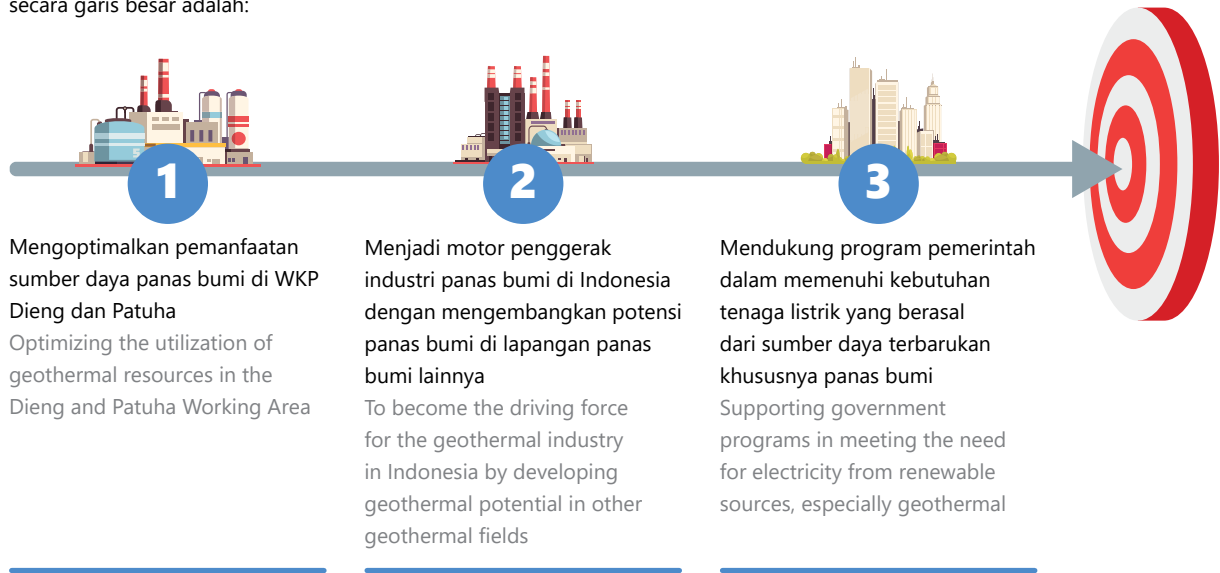 secara garis besar adalah:
1
2
3
Mengoptimalkan pemanfaatan
sumber daya panas bumi di WKP
Dieng dan Patuha
Optimizing the utilization of
geothermal resources in the
Dieng and Patuha Working Area
Menjadi motor penggerak
industri panas bumi di Indonesia
dengan mengembangkan potensi
panas bumi di lapangan panas
bumi lainnya
To become the driving force
for the geothermal industry
in Indonesia by developing
geothermal potential in other
geothermal fields
Mendukung program pemerintah
dalam memenuhi kebutuhan
tenaga listrik yang berasal
dari sumber daya terbarukan
khususnya panas bumi
Supporting government
programs in meeting the need
for electricity from renewable
sources, especially geothermal